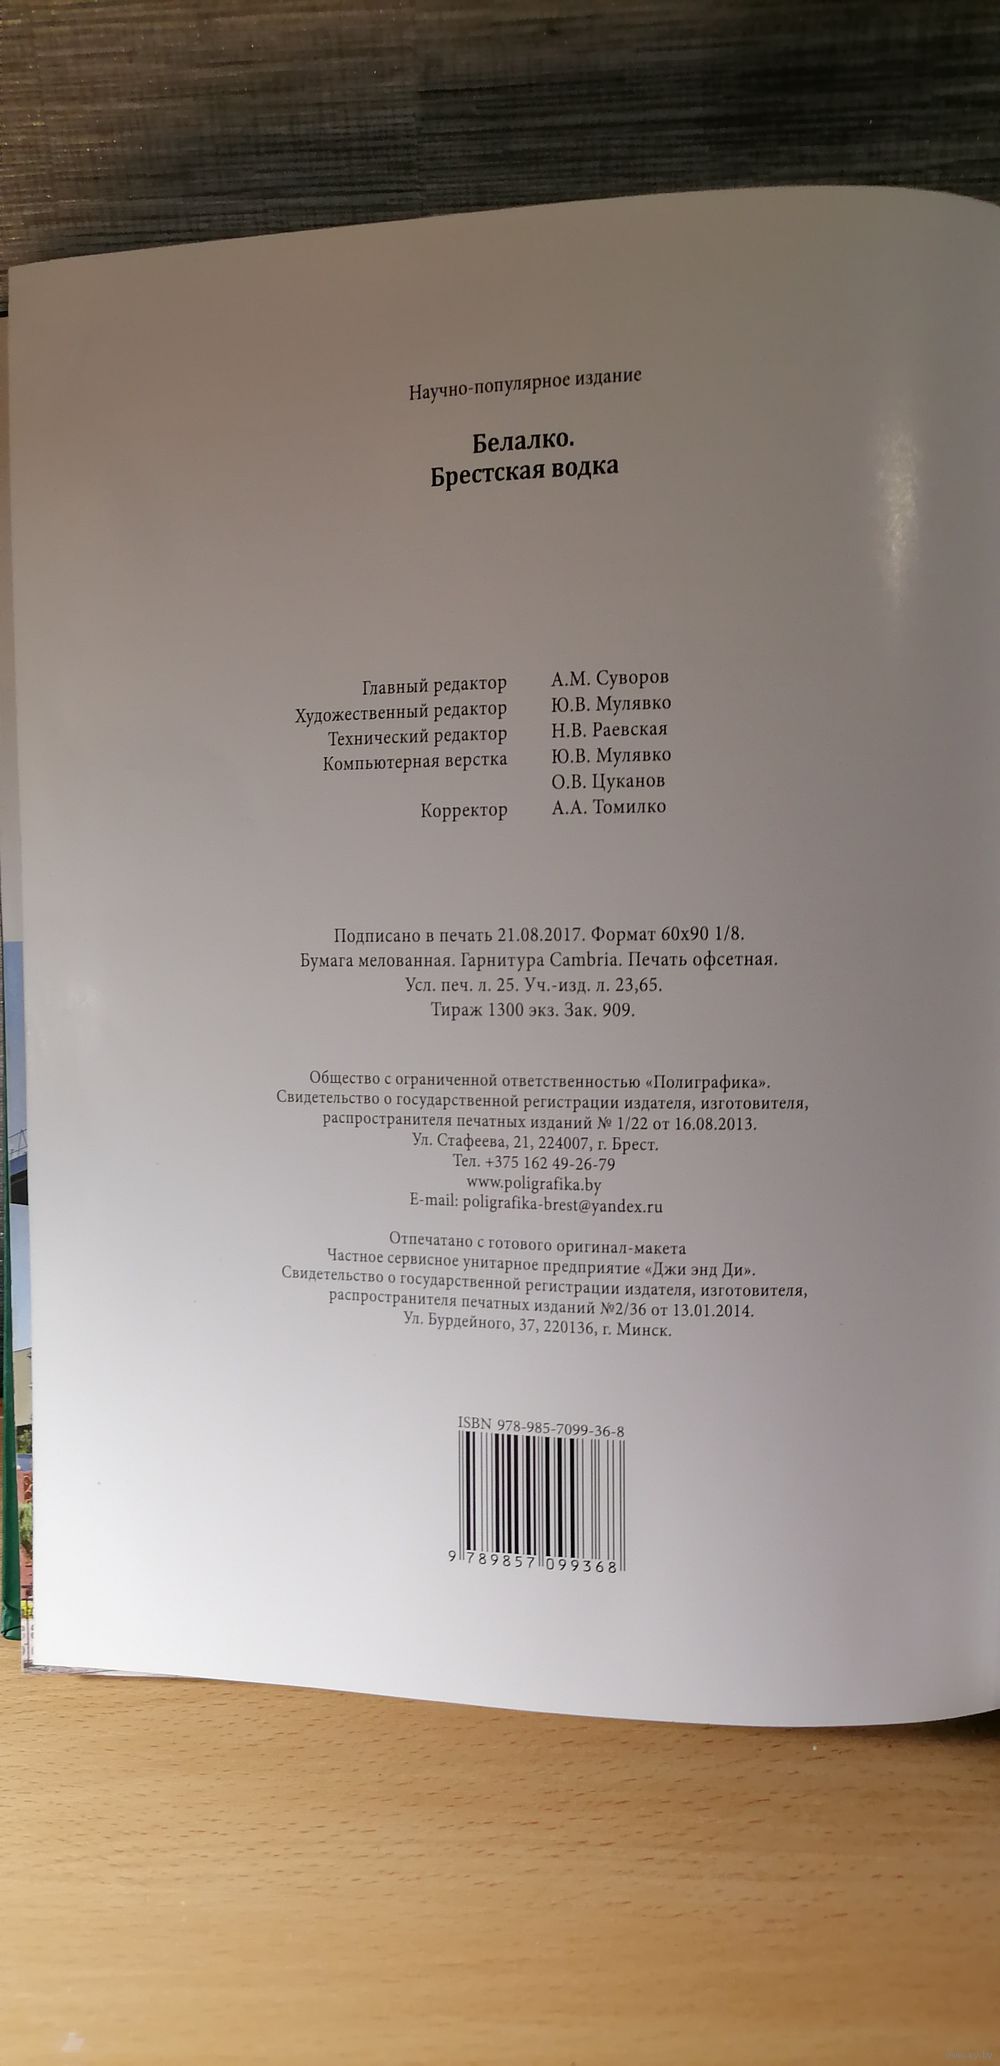 Научно-популярное издание
Белалко.
Брестская водка
Главный редактор А.М. Суворов
Художественный редактор Ю.В. Мулявко
Технический редактор Н.В. Раевская
Компьютерная верстка Ю.В. Мулявко
О.В. Цуканов
Корректор А.А. Томилко
Подписано в печать 21.08.2017. Формат 60х90 1/8.
Бумага мелованная. Гарнитура Cambria. Печать офсетная.
Усл. печ. л. 25. Уч.-изд. л. 23,65.
Тираж 1300 экз. Зак. 909.
Общество с ограниченной ответственностью «Полиграфика».
Свидетельство о государственной регистрации издателя, изготовителя,
распространителя печатных изданий № 1/22 от 16.08.2013.
Ул. Стафеева, 21, 224007, г. Брест.
Тел. +375 162 49-26-79
www.poligrafika.by
E-mail: poligrafika-brest@yandex.ru
Отпечатано с готового оригинал-макета
Частное сервисное унитарное предприятие «Джи энд Ди».
Свидетельство о государственной регистрации издателя, изготовителя,
распространителя печатных изданий №2/36 от 13.01.2014.
Ул. Бурдейного, 37, 220136, г. Минск.
ISBN 978-985-7099-36-8
9 789857 099368